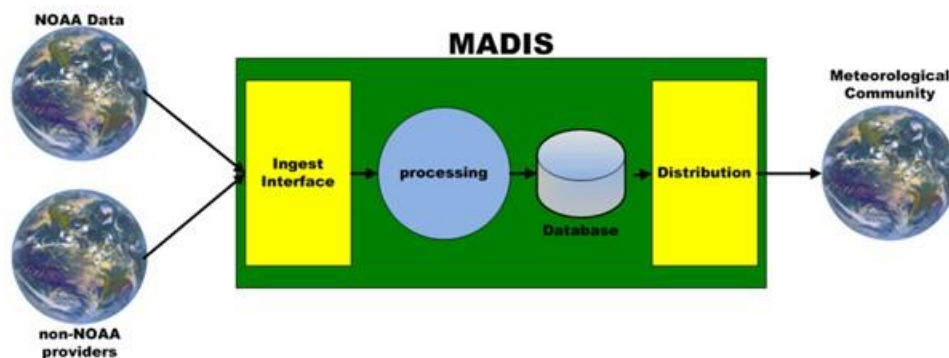 NOAA Data
MADIS
Meteorological
Community
Ingest
Interface
processing
Database
Distribution
non-NOAA
providers